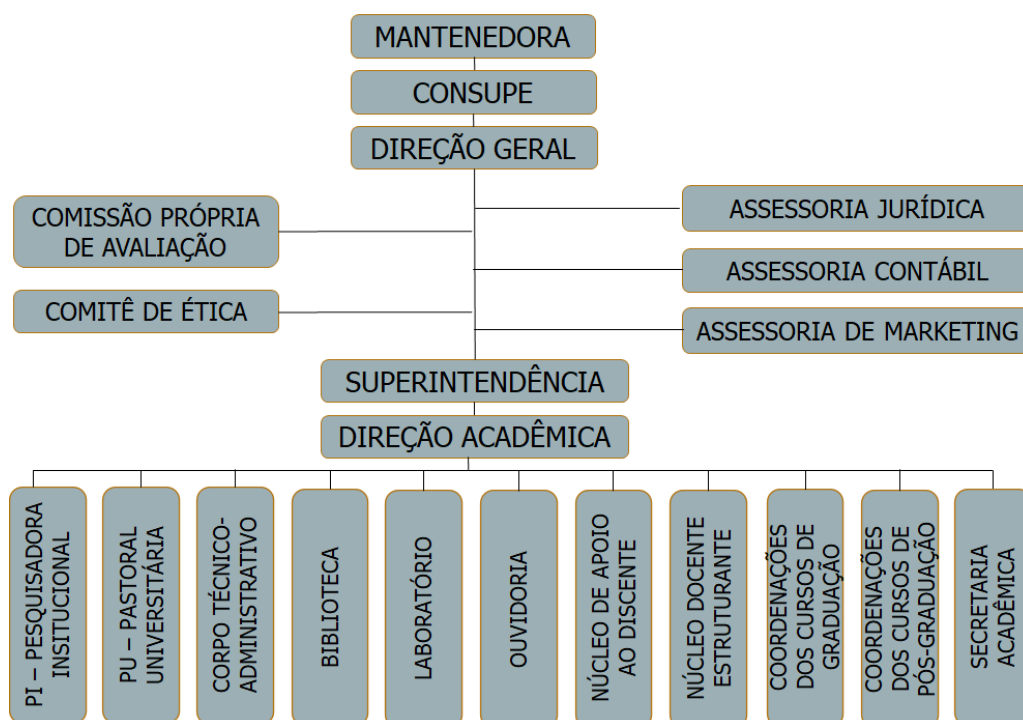 MANTENEDORA
CONSUPE
DIREÇÃO GERAL
COMISSÃO PRÓPRIA
DE AVALIAÇÃO
COMITÊ DE ÉTICA
ASSESSORIA JURÍDICA
ASSESSORIA CONTÁBIL
ASSESSORIA DE MARKETING
SUPERINTENDÊNCIA
DIREÇÃO ACADÊMICA
PI – PESQUISADORA
INSITUCIONAL
PU – PASTORAL
UNIVERSITÁRIA
CORPO TÉCNICO-
ADMINISTRATIVO
BIBLIOTECA
LABORATÓRIO
OUVIDORIA
NÚCLEO DE APOIO
AO DISCENTE
NÚCLEO DOCENTE
ESTRUTURANTE
COORDENAÇÕES
DOS CURSOS DE
GRADUAÇÃO
COORDENAÇÕES
DOS CURSOS DE
PÓS-GRADUAÇÃO
SECRETARIA
ACADÊMICA